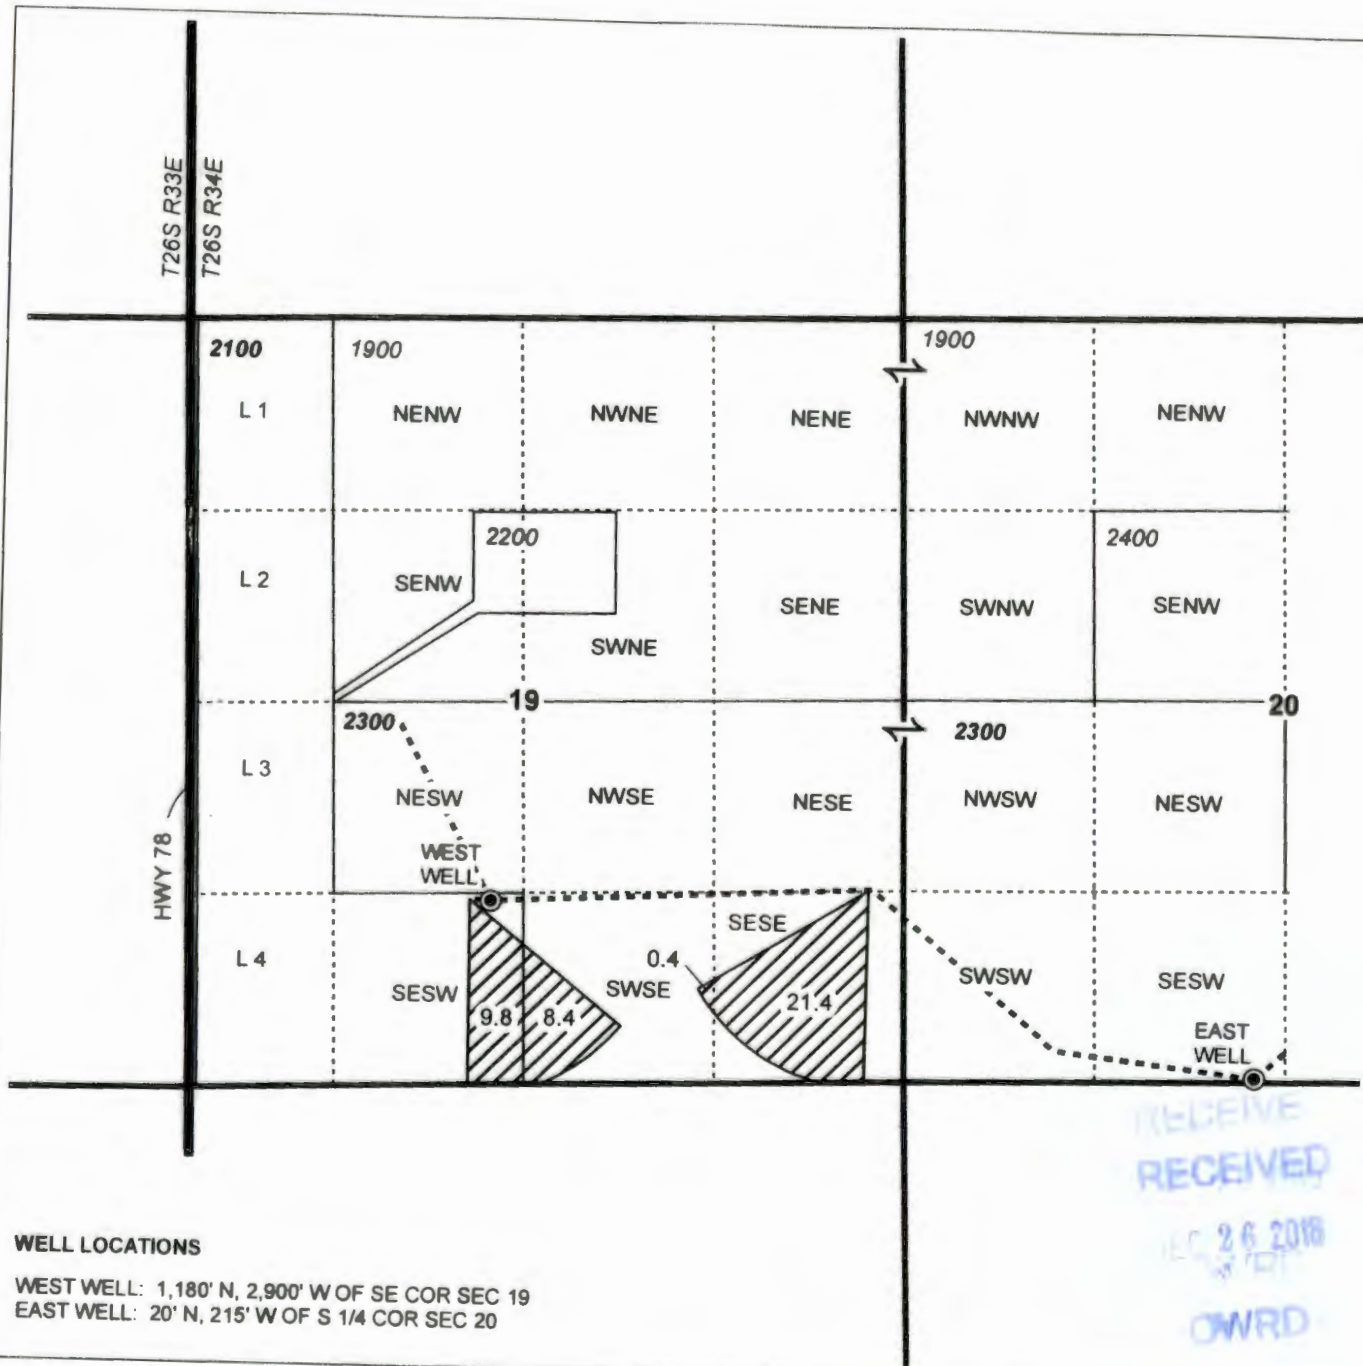 T26S R33E
T26S R34E
2100
1900
1900
L 1
NENW
NWNE
NENE
NWNW
NENW
2200
2400
L 2
SENW
SWNE
SENE
SWNW
SENW
19
20
2300
2300
L 3
NESW
NWSE
NESE
NWSW
NESW
HWY 78
WEST
WELL
L 4
SESW
9.8
8.4
SWSE
0.4
SESE
21.4
SWSW
SESW
EAST
WELL
RECEIVE
RECEIVED
26 2018
OWRD
WELL LOCATIONS
WEST WELL: 1,180' N, 2,900' W OF SE COR SEC 19
EAST WELL: 20' N, 215' W OF S 1/4 COR SEC 20